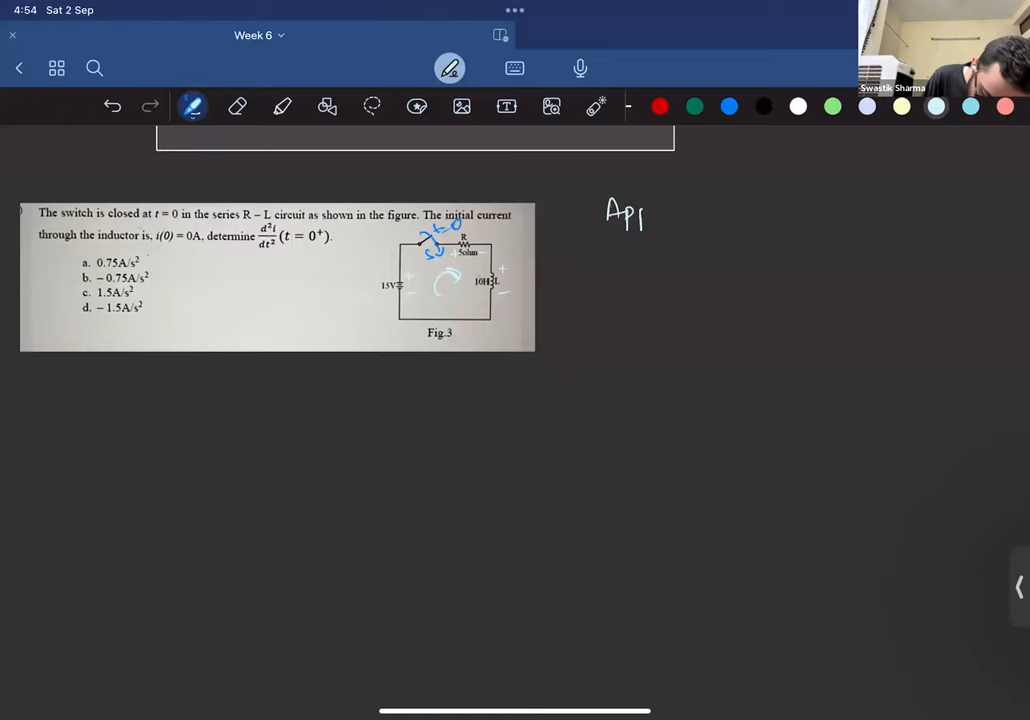 4:54 Sat 2 Sep
Week 6
Swastik Sharma
The switch is closed at t = 0 in the series R – L circuit as shown in the figure. The initial current
through the inductor is, i(0) = 0A, determine d²i/dt² (t = 0⁺).
a. 0.75A/s²
b. – 0.75A/s²
c. 1.5A/s²
d. – 1.5A/s²
t=0
S
R
5ohm
15V
10H
L
+ –
+ –
+ –
Fig.3
App